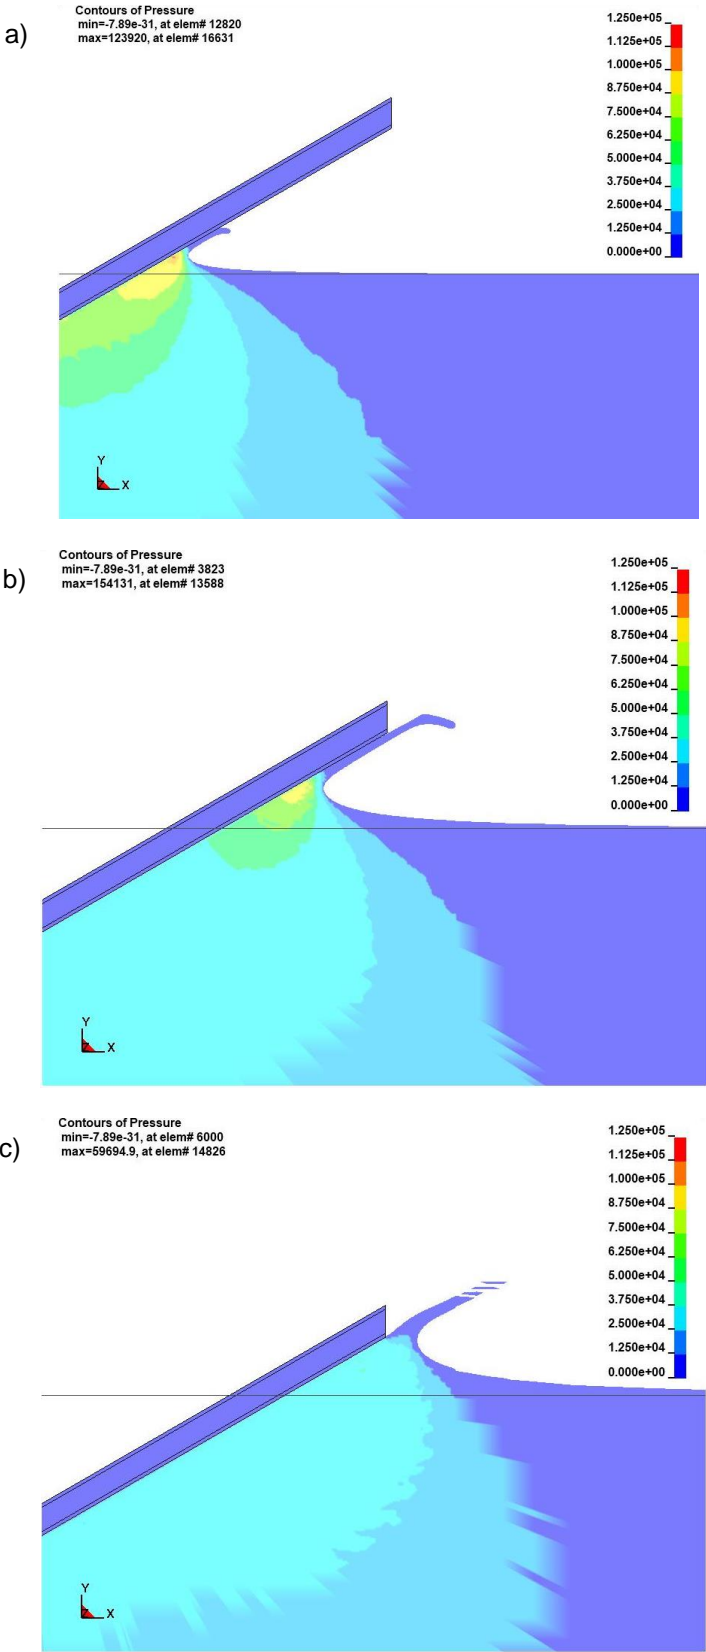 a)
Contours of Pressure
min=-7.89e-31, at elem# 12820
max=123920, at elem# 16631
1.250e+05
1.125e+05
1.000e+05
8.750e+04
7.500e+04
6.250e+04
5.000e+04
3.750e+04
2.500e+04
1.250e+04
0.000e+00
Y
Z
X
b)
Contours of Pressure
min=-7.89e-31, at elem# 3823
max=154131, at elem# 13588
1.250e+05
1.125e+05
1.000e+05
8.750e+04
7.500e+04
6.250e+04
5.000e+04
3.750e+04
2.500e+04
1.250e+04
0.000e+00
Y
Z
X
c)
Contours of Pressure
min=-7.89e-31, at elem# 6000
max=59694.9, at elem# 14826
1.250e+05
1.125e+05
1.000e+05
8.750e+04
7.500e+04
6.250e+04
5.000e+04
3.750e+04
2.500e+04
1.250e+04
0.000e+00
Y
Z
X